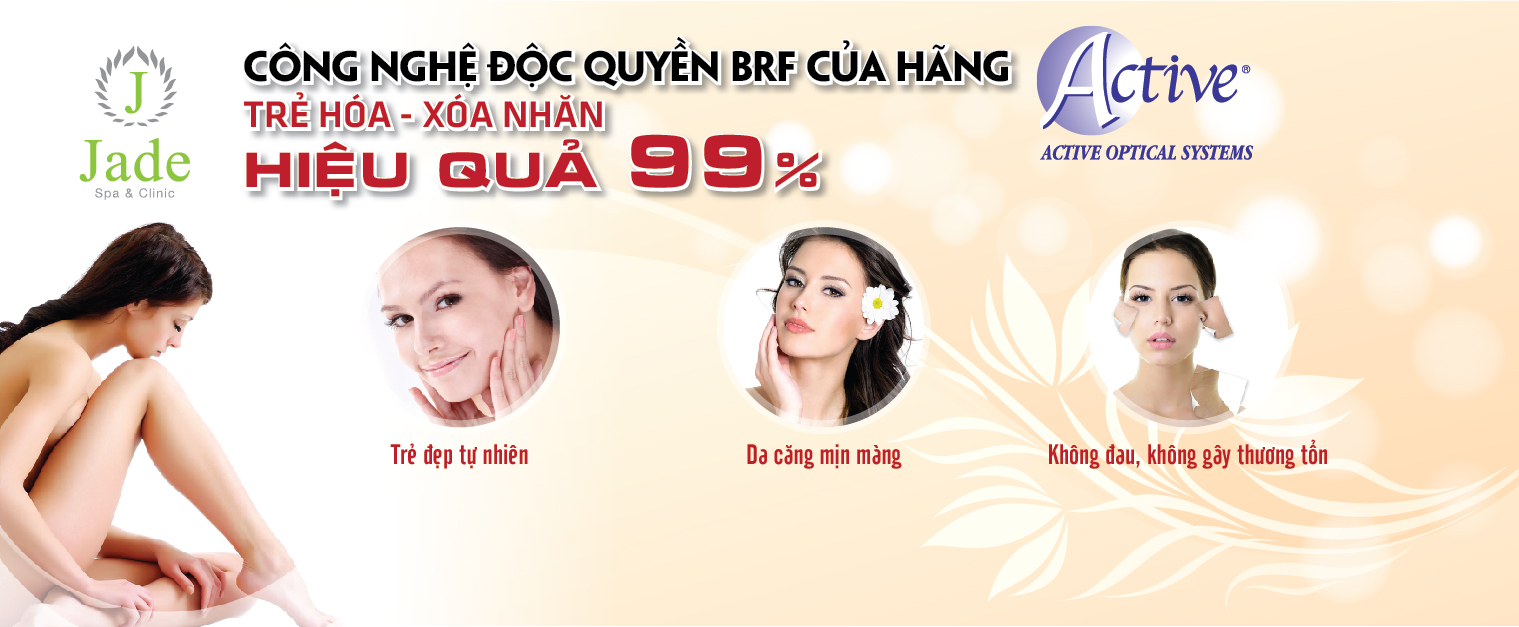 J
Jade
Spa & Clinic
CÔNG NGHỆ ĐỘC QUYỀN BRF CỦA HÃNG
TRẺ HÓA - XÓA NHĂN
HIỆU QUẢ 99%
Active®
ACTIVE OPTICAL SYSTEMS
Trẻ đẹp tự nhiên
Da căng mịn màng
Không đau, không gây thương tổn